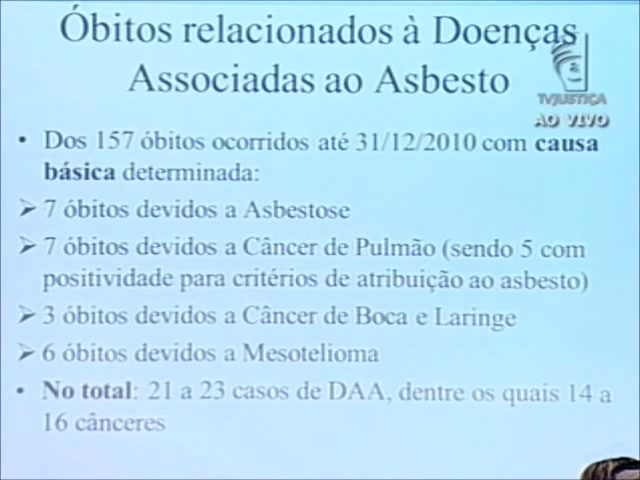 Óbitos relacionados à Doenças
Associadas ao Asbesto
TVJUSTIÇA
AO VIVO
• Dos 157 óbitos ocorridos até 31/12/2010 com causa
básica determinada:
➢ 7 óbitos devidos a Asbestose
➢ 7 óbitos devidos a Câncer de Pulmão (sendo 5 com
positividade para critérios de atribuição ao asbesto)
➢ 3 óbitos devidos a Câncer de Boca e Laringe
➢ 6 óbitos devidos a Mesotelioma
• No total: 21 a 23 casos de DAA, dentre os quais 14 a
16 cânceres